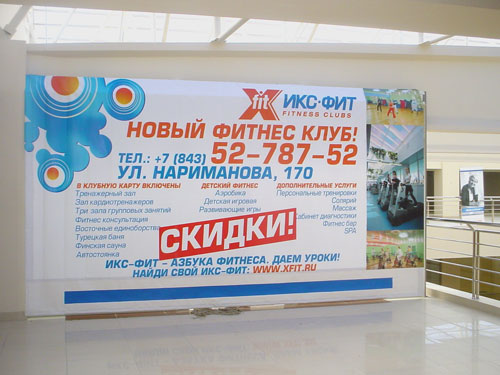 Xfit ИКС·ФИТ
FITNESS CLUBS
НОВЫЙ ФИТНЕС КЛУБ!
ТЕЛ.: +7 (843) 52-787-52
УЛ. НАРИМАНОВА, 170
В КЛУБНУЮ КАРТУ ВКЛЮЧЕНЫ
Тренажерный зал
Зал кардиотренажеров
Три зала групповых занятий
Фитнес консультация
Восточные единоборства
Турецкая баня
Финская сауна
Автостоянка
ДЕТСКИЙ ФИТНЕС
Аэробика
Детская игровая
Развивающие игры
ДОПОЛНИТЕЛЬНЫЕ УСЛУГИ
Персональные тренировки
Солярий
Массаж
Кабинет диагностики
Фитнес бар
SPA
СКИДКИ!
ИКС-ФИТ – АЗБУКА ФИТНЕСА. ДАЕМ УРОКИ!
НАЙДИ СВОЙ ИКС-ФИТ: WWW.XFIT.RU